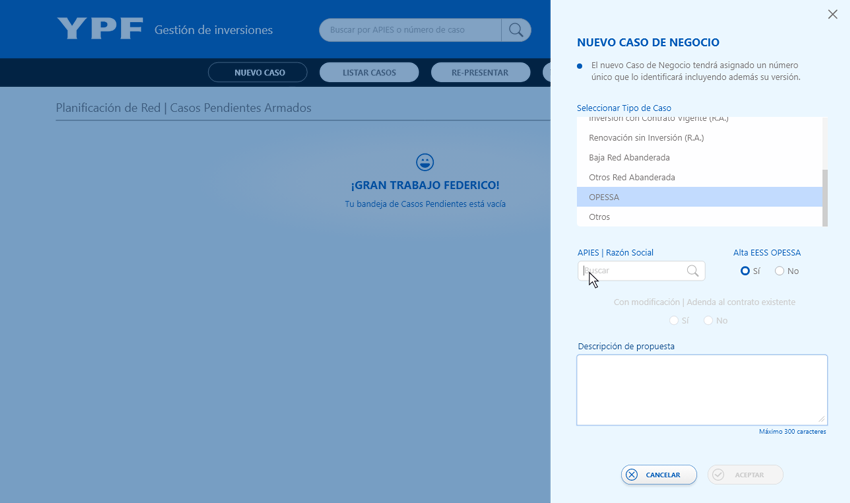 YPF
Gestión de inversiones
Buscar por APIES o número de caso
NUEVO CASO
LISTAR CASOS
RE-PRESENTAR
Planificación de Red | Casos Pendientes Armados
¡GRAN TRABAJO FEDERICO!
Tu bandeja de Casos Pendientes está vacía
NUEVO CASO DE NEGOCIO
El nuevo Caso de Negocio tendrá asignado un número
único que lo identificará incluyendo además su versión.
Seleccionar Tipo de Caso
Inversión con Contrato Vigente (R.A.)
Renovación sin Inversión (R.A.)
Baja Red Abanderada
Otros Red Abanderada
OPESSA
Otros
APIES | Razón Social
Alta EESS OPESSA
Buscar
Sí
No
Con modificación | Adenda al contrato existente
Sí
No
Descripción de propuesta
Máximo 300 caracteres
CANCELAR
ACEPTAR